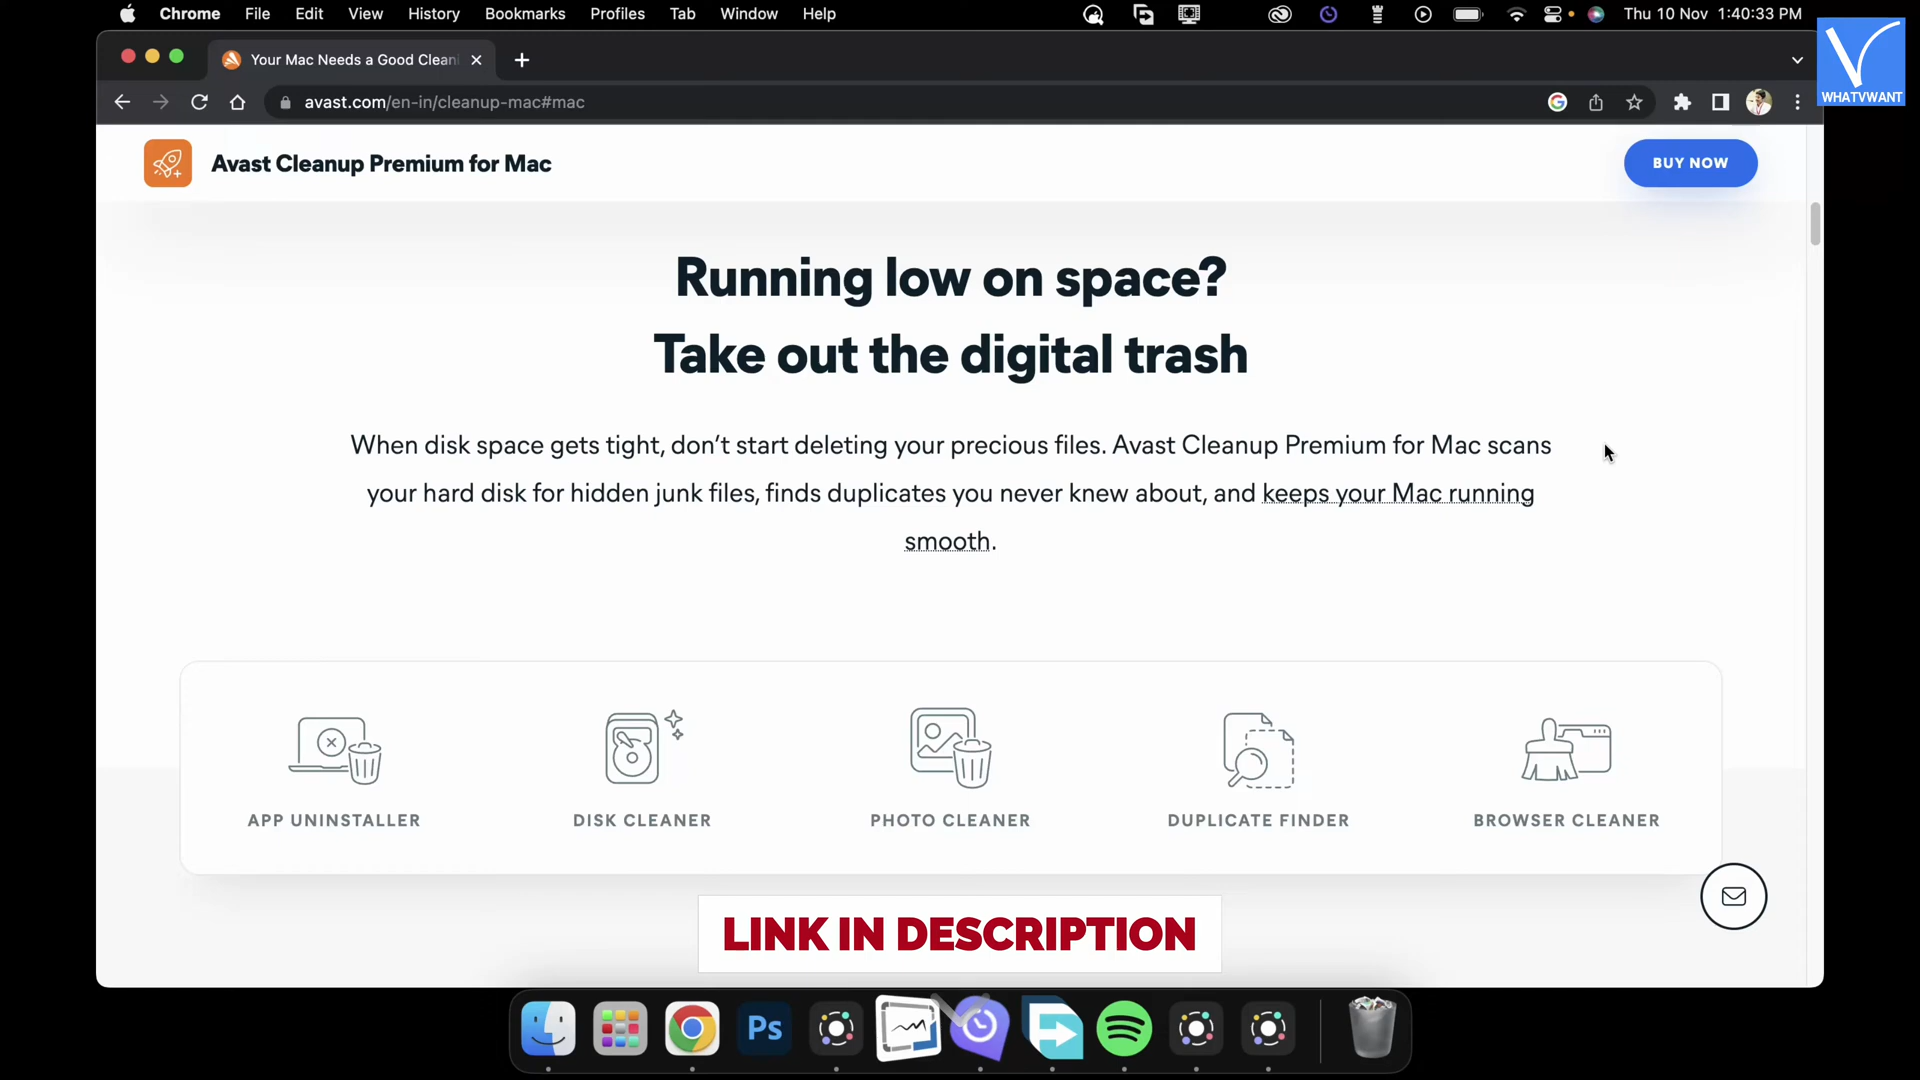 Chrome File Edit View History Bookmarks Profiles Tab Window Help Thu 10 Nov 1:40:33 PM
Your Mac Needs a Good Cleani
WHATVWANT
avast.com/en-in/cleanup-mac#mac
Avast Cleanup Premium for Mac
BUY NOW
Running low on space?
Take out the digital trash
When disk space gets tight, don’t start deleting your precious files. Avast Cleanup Premium for Mac scans
your hard disk for hidden junk files, finds duplicates you never knew about, and keeps your Mac running
smooth.
APP UNINSTALLER DISK CLEANER PHOTO CLEANER DUPLICATE FINDER BROWSER CLEANER
LINK IN DESCRIPTION
Ps